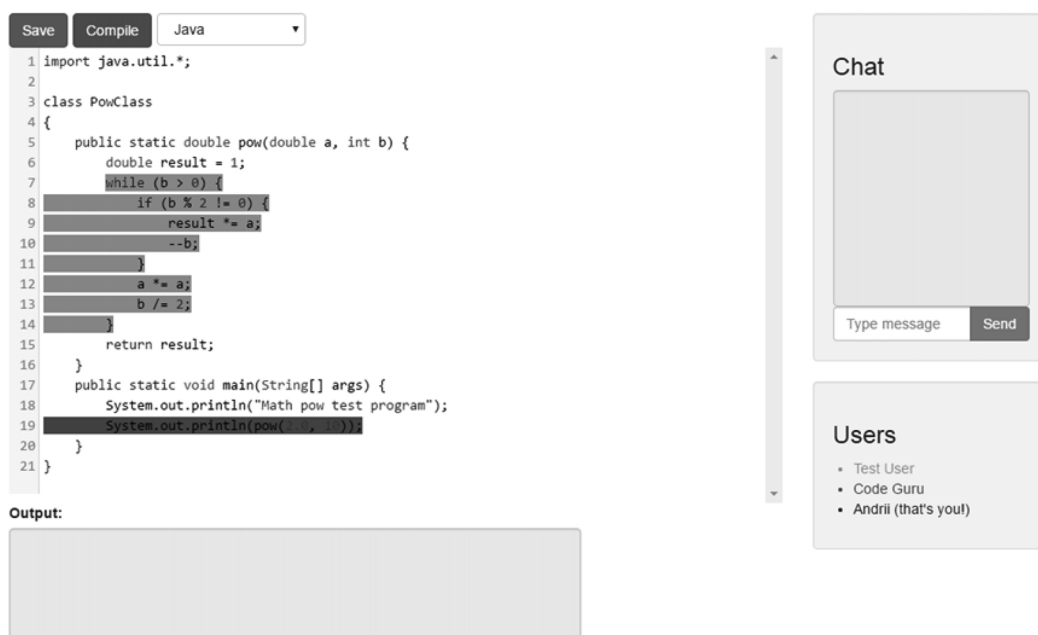 Save Compile Java
1 import java.util.*;
2
3 class PowClass
4 {
5 public static double pow(double a, int b) {
6 double result = 1;
7 while (b > 0) {
8 if (b % 2 != 0) {
9 result *= a;
10 --b;
11 }
12 a *= a;
13 b /= 2;
14 }
15 return result;
16 }
17 public static void main(String[] args) {
18 System.out.println("Math pow test program");
19 System.out.println(pow(2.0, 10));
20 }
21 }
Output:
Chat
Type message Send
Users
Test User
Code Guru
Andrii (that's you!)